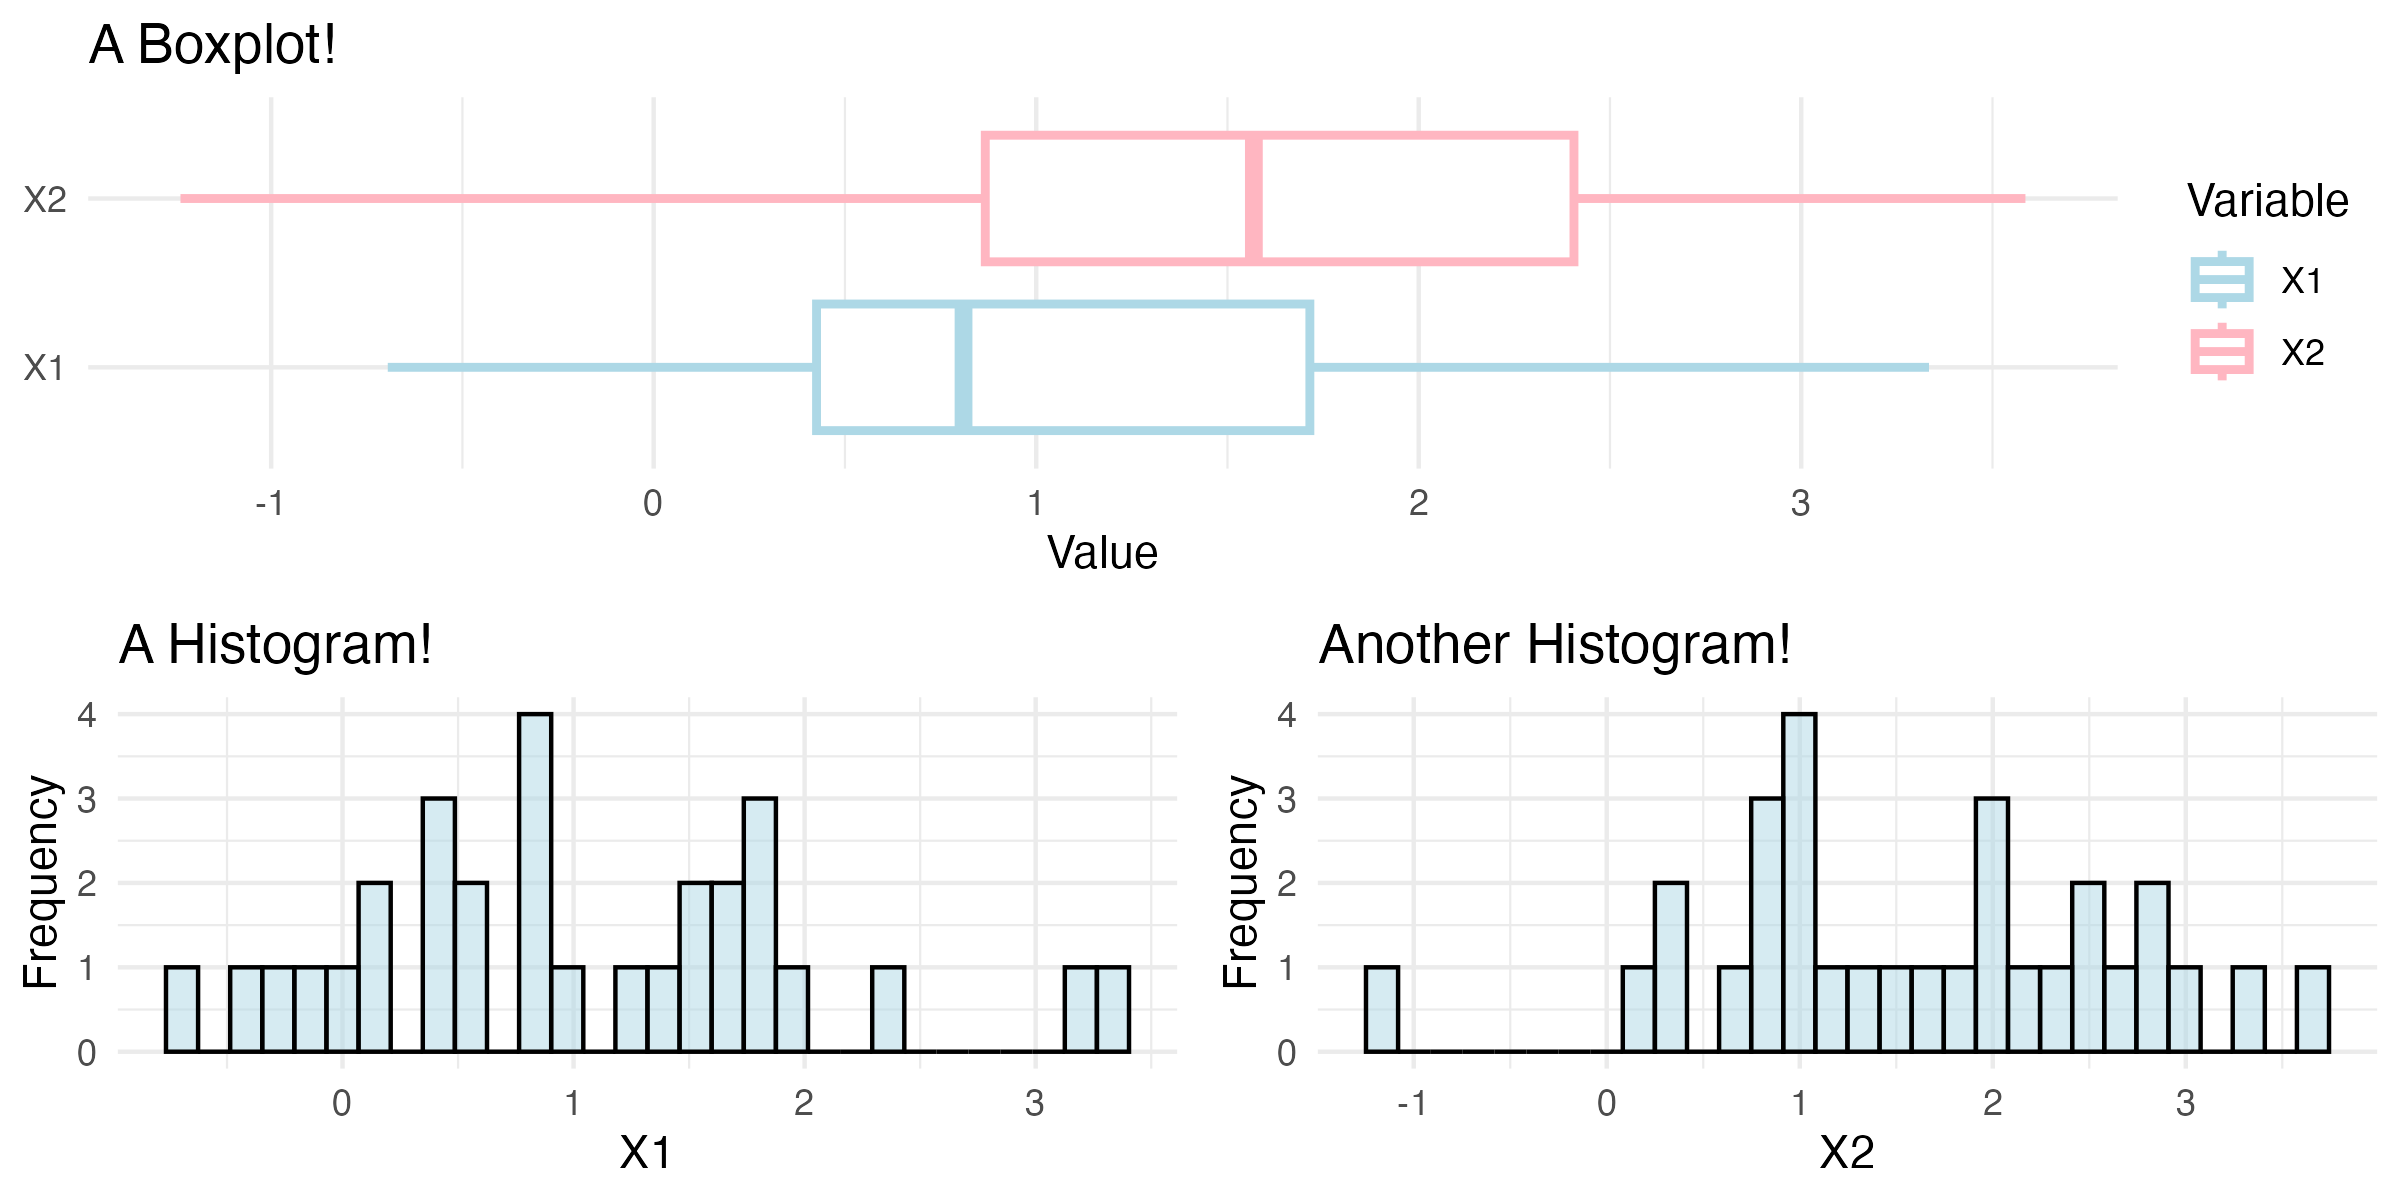 A Boxplot!
X2
X1
-1 0 1 2 3
Value
Variable
X1
X2
A Histogram!
Frequency
4
3
2
1
0
0 1 2 3
X1
Another Histogram!
Frequency
4
3
2
1
0
-1 0 1 2 3
X2